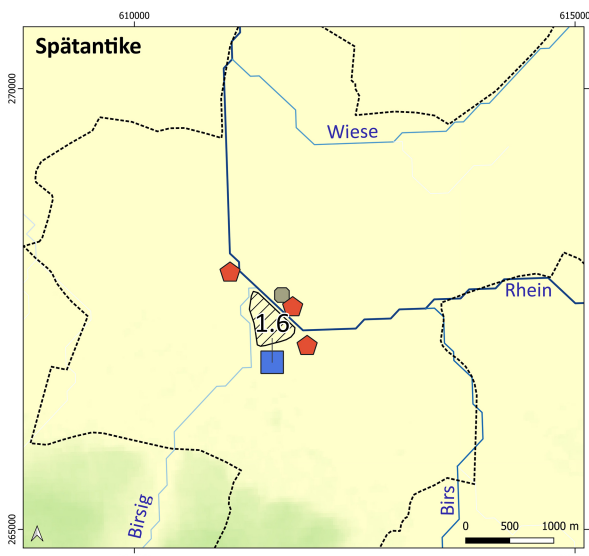 610000
615000
Spätantike
270000
Wiese
Rhein
1.6
Birsig
Birs
265000
0 500 1000 m